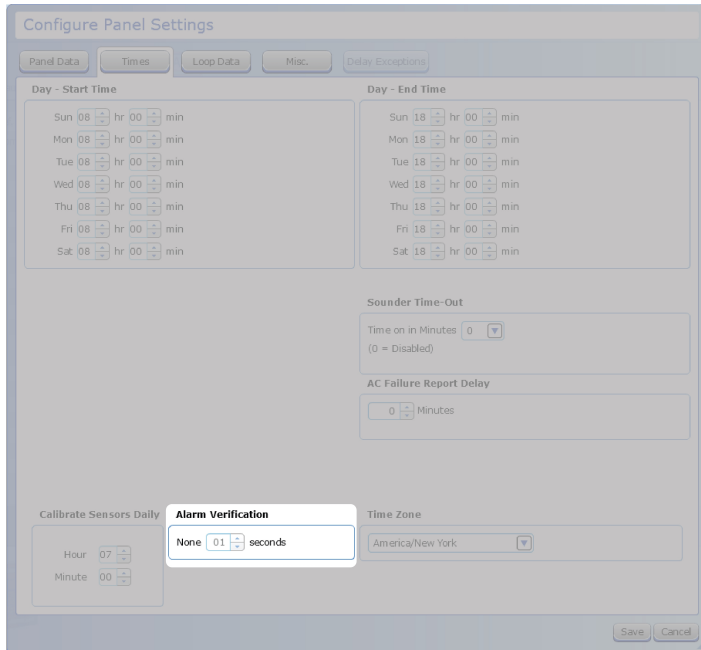 Configure Panel Settings
Panel Data Times Loop Data Misc. Delay Exceptions
Day - Start Time
Sun 08 hr 00 min
Mon 08 hr 00 min
Tue 08 hr 00 min
Wed 08 hr 00 min
Thu 08 hr 00 min
Fri 08 hr 00 min
Sat 08 hr 00 min
Day - End Time
Sun 18 hr 00 min
Mon 18 hr 00 min
Tue 18 hr 00 min
Wed 18 hr 00 min
Thu 18 hr 00 min
Fri 18 hr 00 min
Sat 18 hr 00 min
Sounder Time-Out
Time on in Minutes 0
(0 = Disabled)
AC Failure Report Delay
0 Minutes
Calibrate Sensors Daily
Hour 07
Minute 00
Alarm Verification
None 01 seconds
Time Zone
America/New York
Save Cancel